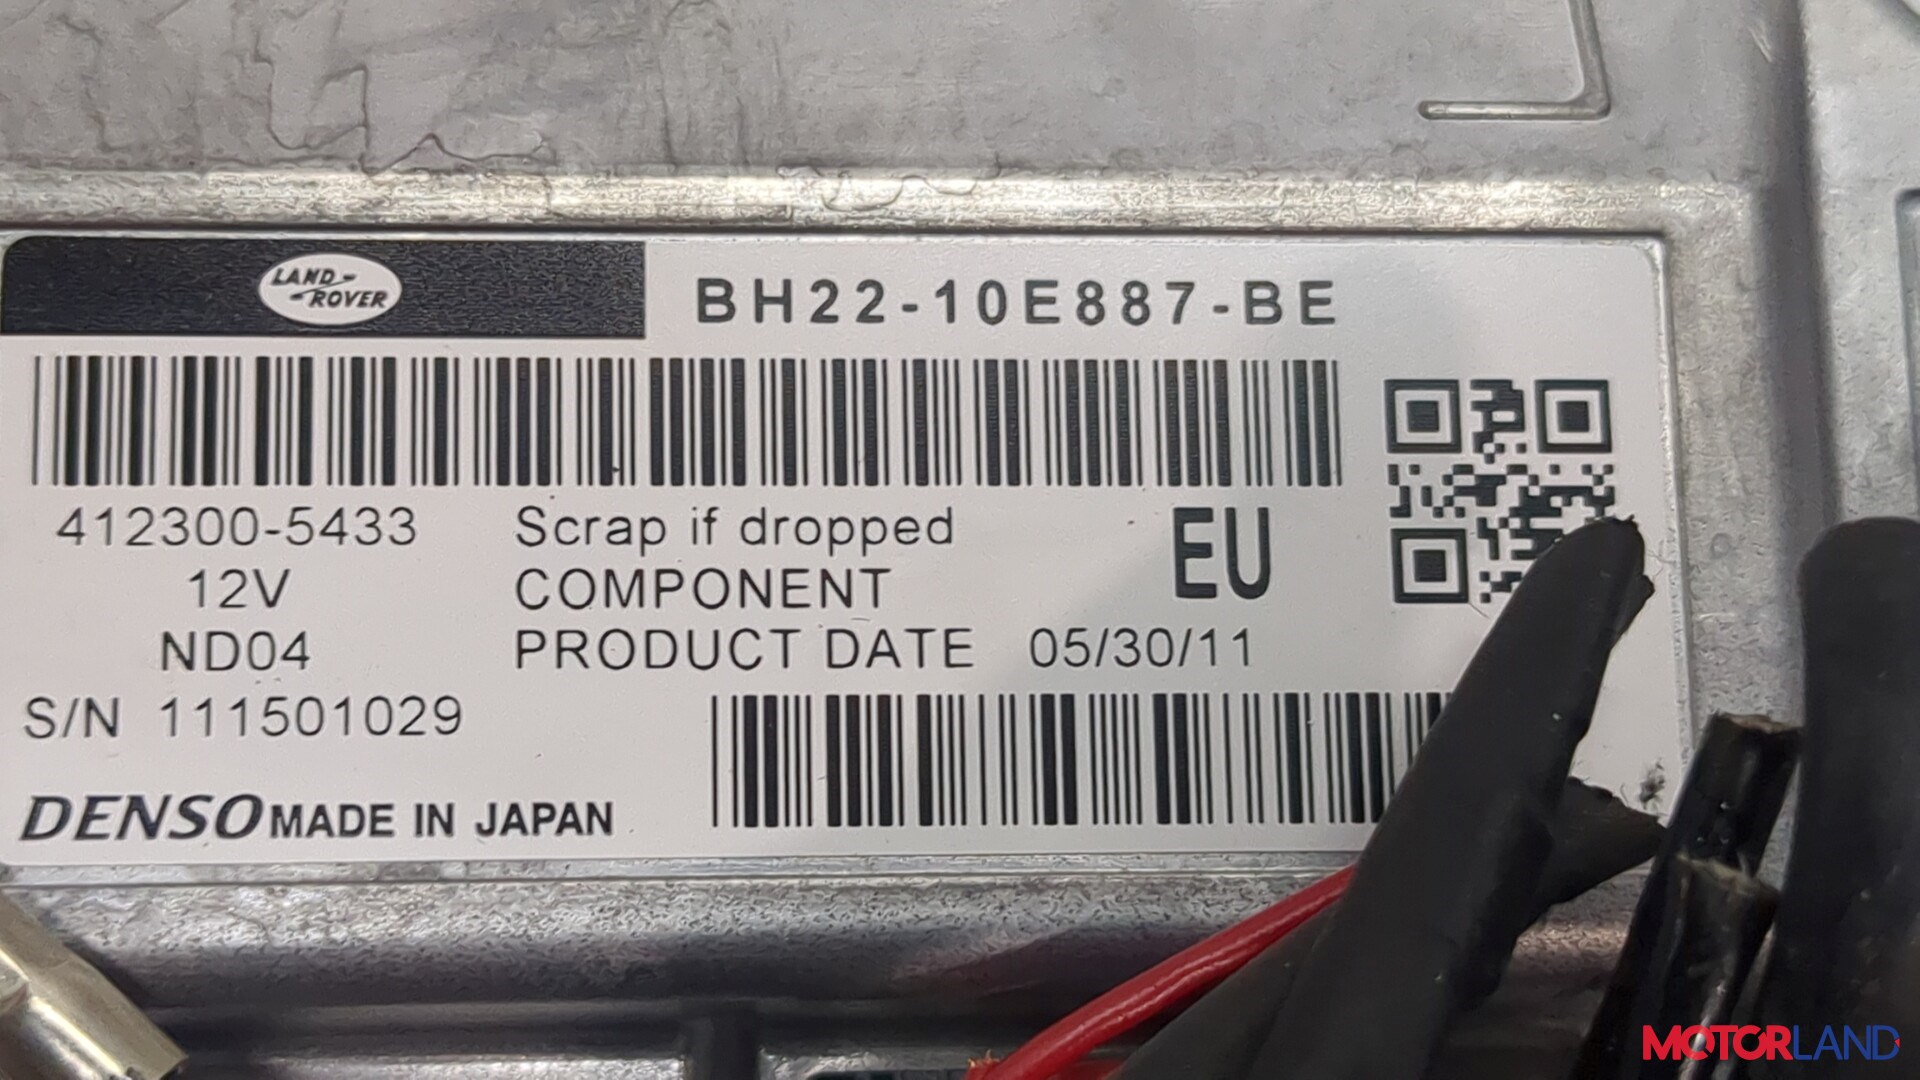 LAND-
-ROVER
BH22-10E887-BE
412300-5433
Scrap if dropped
EU
12V
COMPONENT
ND04
PRODUCT DATE 05/30/11
S/N 111501029
DENSO MADE IN JAPAN
MOTORLAND